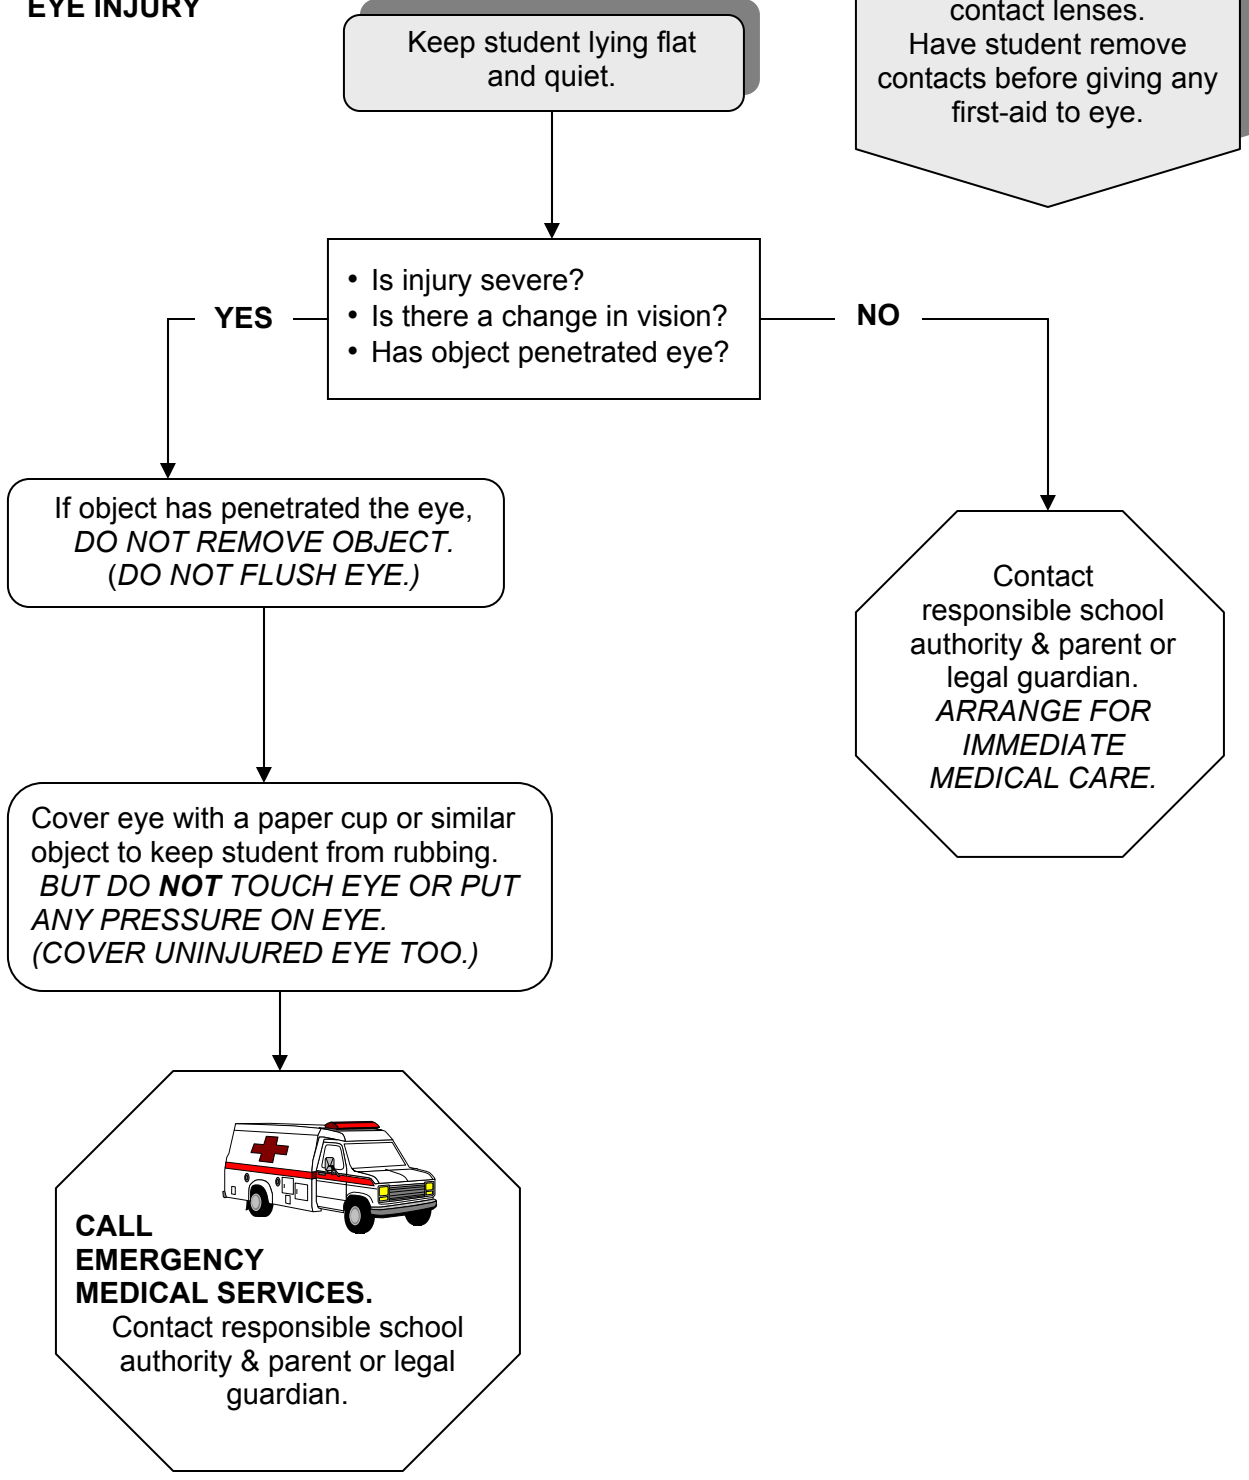 EYE INJURY
Keep student lying flat
and quiet.
contact lenses.
Have student remove
contacts before giving any
first-aid to eye.
• Is injury severe?
• Is there a change in vision?
• Has object penetrated eye?
YES
NO
If object has penetrated the eye,
DO NOT REMOVE OBJECT.
(DO NOT FLUSH EYE.)
Contact
responsible school
authority & parent or
legal guardian.
ARRANGE FOR
IMMEDIATE
MEDICAL CARE.
Cover eye with a paper cup or similar
object to keep student from rubbing.
BUT DO NOT TOUCH EYE OR PUT
ANY PRESSURE ON EYE.
(COVER UNINJURED EYE TOO.)
CALL
EMERGENCY
MEDICAL SERVICES.
Contact responsible school
authority & parent or legal
guardian.